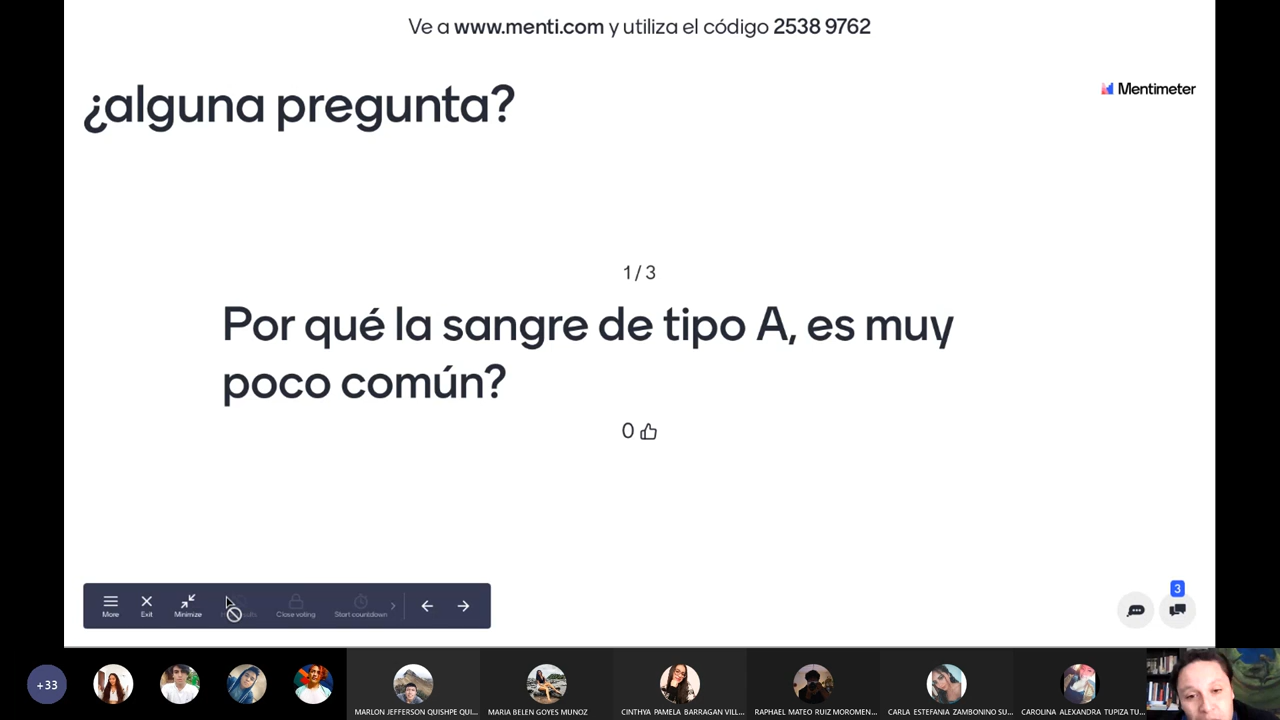 Ve a www.menti.com y utiliza el código 2538 9762
¿alguna pregunta?
Mentimeter
1 / 3
Por qué la sangre de tipo A, es muy
poco común?
0
More
Exit
Minimize
Close voting
Start countdown
3
+33
MARLON JEFFERSON QUISHPE QUI...
MARIA BELEN GOYES MUNOZ
CINTHYA PAMELA BARRAGAN VILL...
RAPHAEL MATEO RUIZ MOROMEN...
CARLA ESTEFANIA ZAMBONINO SU...
CAROLINA ALEXANDRA TUPIZA TU...